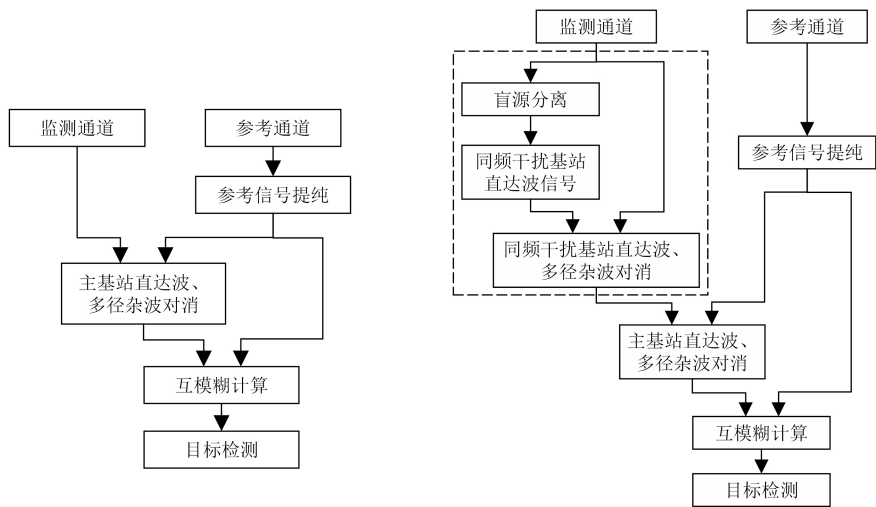 监测通道
参考通道
参考信号提纯
主基站直达波、
多径杂波对消
互模糊计算
目标检测
监测通道
参考通道
盲源分离
同频干扰基站
直达波信号
参考信号提纯
同频干扰基站直达波、
多径杂波对消
主基站直达波、
多径杂波对消
互模糊计算
目标检测